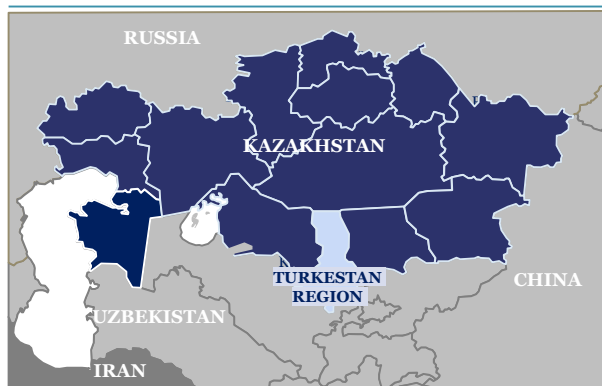 RUSSIA
KAZAKHSTAN
TURKESTAN
REGION
CHINA
UZBEKISTAN
IRAN